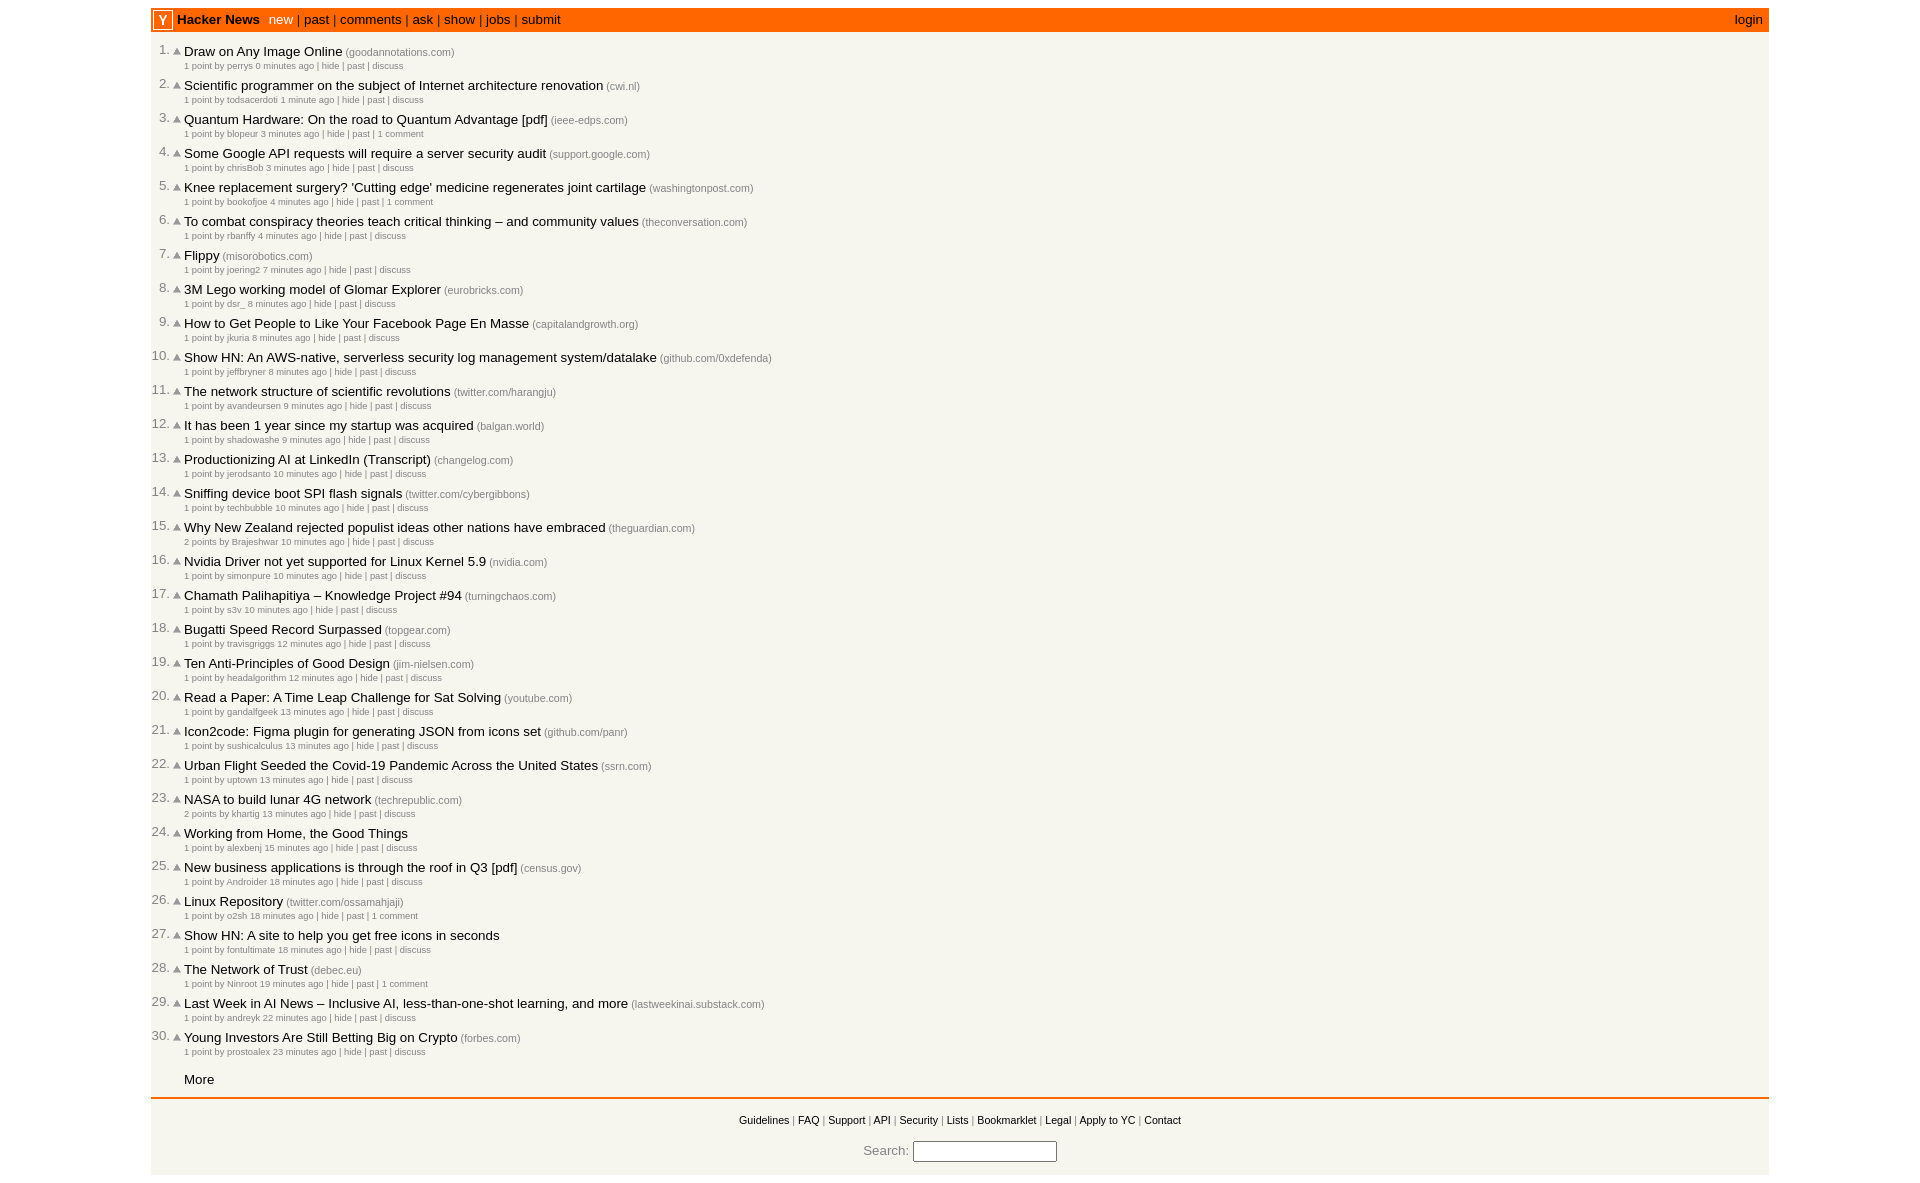 Y Hacker News new | past | comments | ask | show | jobs | submit login
1. Draw on Any Image Online (goodannotations.com)
1 point by perrys 0 minutes ago | hide | past | discuss
2. Scientific programmer on the subject of Internet architecture renovation (cwi.nl)
1 point by todsacerdoti 1 minute ago | hide | past | discuss
3. Quantum Hardware: On the road to Quantum Advantage [pdf] (ieee-edps.com)
1 point by blopeur 3 minutes ago | hide | past | 1 comment
4. Some Google API requests will require a server security audit (support.google.com)
1 point by chrisBob 3 minutes ago | hide | past | discuss
5. Knee replacement surgery? 'Cutting edge' medicine regenerates joint cartilage (washingtonpost.com)
1 point by bookofjoe 4 minutes ago | hide | past | 1 comment
6. To combat conspiracy theories teach critical thinking – and community values (theconversation.com)
1 point by rbanffy 4 minutes ago | hide | past | discuss
7. Flippy (misorobotics.com)
1 point by joering2 7 minutes ago | hide | past | discuss
8. 3M Lego working model of Glomar Explorer (eurobricks.com)
1 point by dsr_ 8 minutes ago | hide | past | discuss
9. How to Get People to Like Your Facebook Page En Masse (capitalandgrowth.org)
1 point by jkuria 8 minutes ago | hide | past | discuss
10. Show HN: An AWS-native, serverless security log management system/datalake (github.com/0xdefenda)
1 point by jeffbryner 8 minutes ago | hide | past | discuss
11. The network structure of scientific revolutions (twitter.com/harangju)
1 point by avandeursen 9 minutes ago | hide | past | discuss
12. It has been 1 year since my startup was acquired (balgan.world)
1 point by shadowashe 9 minutes ago | hide | past | discuss
13. Productionizing AI at LinkedIn (Transcript) (changelog.com)
1 point by jerodsanto 10 minutes ago | hide | past | discuss
14. Sniffing device boot SPI flash signals (twitter.com/cybergibbons)
1 point by techbubble 10 minutes ago | hide | past | discuss
15. Why New Zealand rejected populist ideas other nations have embraced (theguardian.com)
2 points by Brajeshwar 10 minutes ago | hide | past | discuss
16. Nvidia Driver not yet supported for Linux Kernel 5.9 (nvidia.com)
1 point by simonpure 10 minutes ago | hide | past | discuss
17. Chamath Palihapitiya – Knowledge Project #94 (turningchaos.com)
1 point by s3v 10 minutes ago | hide | past | discuss
18. Bugatti Speed Record Surpassed (topgear.com)
1 point by travisgriggs 12 minutes ago | hide | past | discuss
19. Ten Anti-Principles of Good Design (jim-nielsen.com)
1 point by headalgorithm 12 minutes ago | hide | past | discuss
20. Read a Paper: A Time Leap Challenge for Sat Solving (youtube.com)
1 point by gandalfgeek 13 minutes ago | hide | past | discuss
21. Icon2code: Figma plugin for generating JSON from icons set (github.com/panr)
1 point by sushicalculus 13 minutes ago | hide | past | discuss
22. Urban Flight Seeded the Covid-19 Pandemic Across the United States (ssrn.com)
1 point by uptown 13 minutes ago | hide | past | discuss
23. NASA to build lunar 4G network (techrepublic.com)
2 points by khartig 13 minutes ago | hide | past | discuss
24. Working from Home, the Good Things
1 point by alexbenj 15 minutes ago | hide | past | discuss
25. New business applications is through the roof in Q3 [pdf] (census.gov)
1 point by Androider 18 minutes ago | hide | past | discuss
26. Linux Repository (twitter.com/ossamahjaji)
1 point by o2sh 18 minutes ago | hide | past | 1 comment
27. Show HN: A site to help you get free icons in seconds
1 point by fontultimate 18 minutes ago | hide | past | discuss
28. The Network of Trust (debec.eu)
1 point by Ninroot 19 minutes ago | hide | past | 1 comment
29. Last Week in AI News – Inclusive AI, less-than-one-shot learning, and more (lastweekinai.substack.com)
1 point by andreyk 22 minutes ago | hide | past | discuss
30. Young Investors Are Still Betting Big on Crypto (forbes.com)
1 point by prostoalex 23 minutes ago | hide | past | discuss
More
Guidelines | FAQ | Support | API | Security | Lists | Bookmarklet | Legal | Apply to YC | Contact
Search: